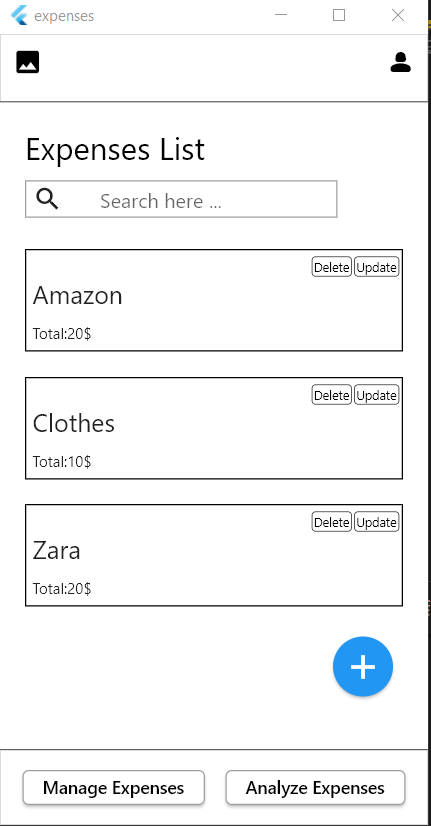 expenses
Expenses List
Search here ...
Delete Update
Amazon
Total:20$
Delete Update
Clothes
Total:10$
Delete Update
Zara
Total:20$
Manage Expenses Analyze Expenses